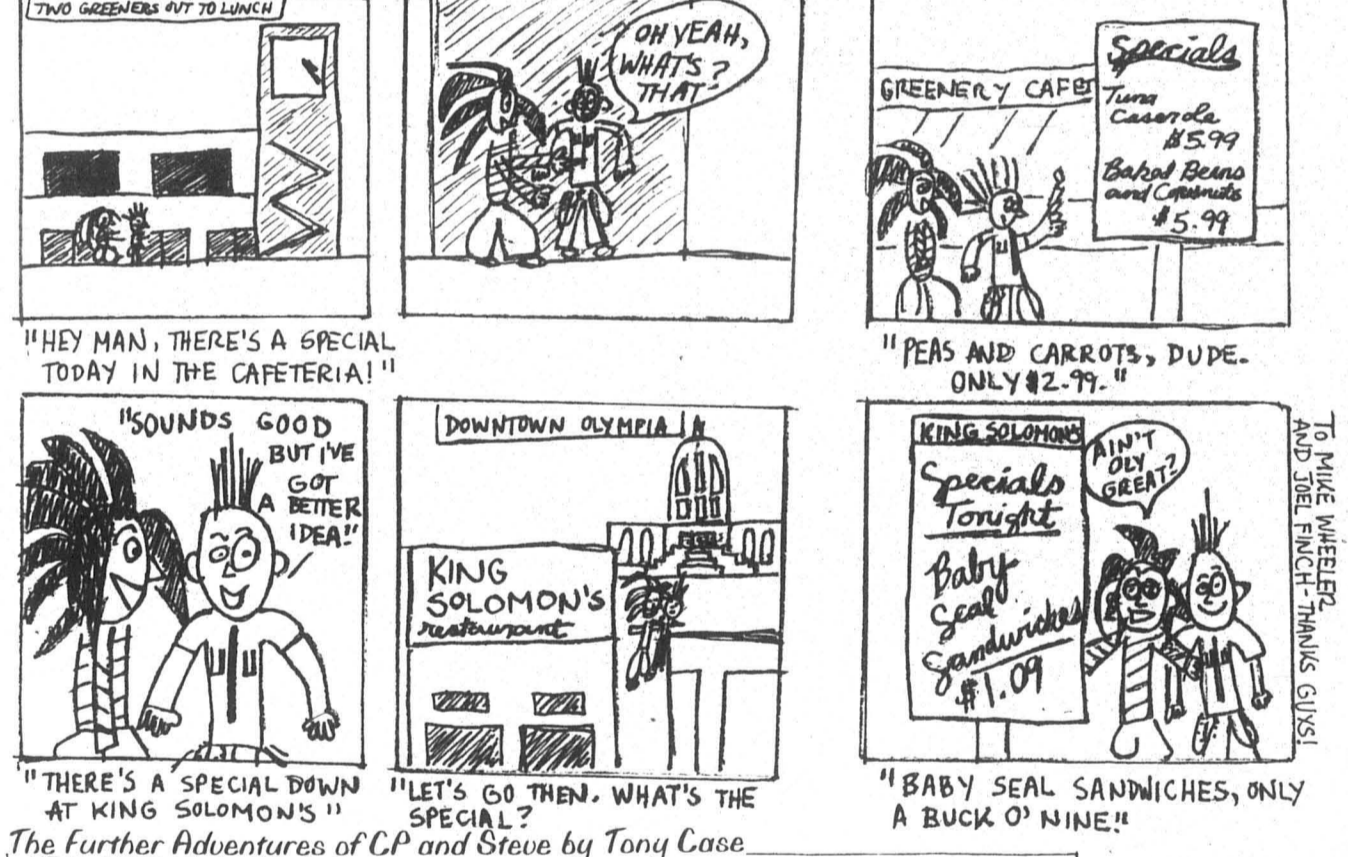 TWO GREENERS OUT TO LUNCH
"HEY MAN, THERE'S A SPECIAL
TODAY IN THE CAFETERIA!"
OH YEAH,
WHAT'S
THAT?
GREENERY CAFET
Specials
Tuna
Caserole
$5.99
Bakad Beans
and Cornnuts
$5.99
"PEAS AND CARROTS, DUDE.
ONLY $2.99."
"SOUNDS GOOD
BUT I'VE
GOT
A BETTER
IDEA!"
"THERE'S A SPECIAL DOWN
AT KING SOLOMON'S"
DOWNTOWN OLYMPIA
KING
SOLOMON'S
restaurant
"LET'S GO THEN. WHAT'S THE
SPECIAL?
KING SOLOMON'S
Specials
Tonight
Baby
Seal
Sandwiches
$1.09
AIN'T
OLY
GREAT?
"BABY SEAL SANDWICHES, ONLY
A BUCK O' NINE!"
TO MIKE WHEELER
AND JOEL FINCH - THANKS GUYS!
The Further Adventures of CP and Steve by Tony Case